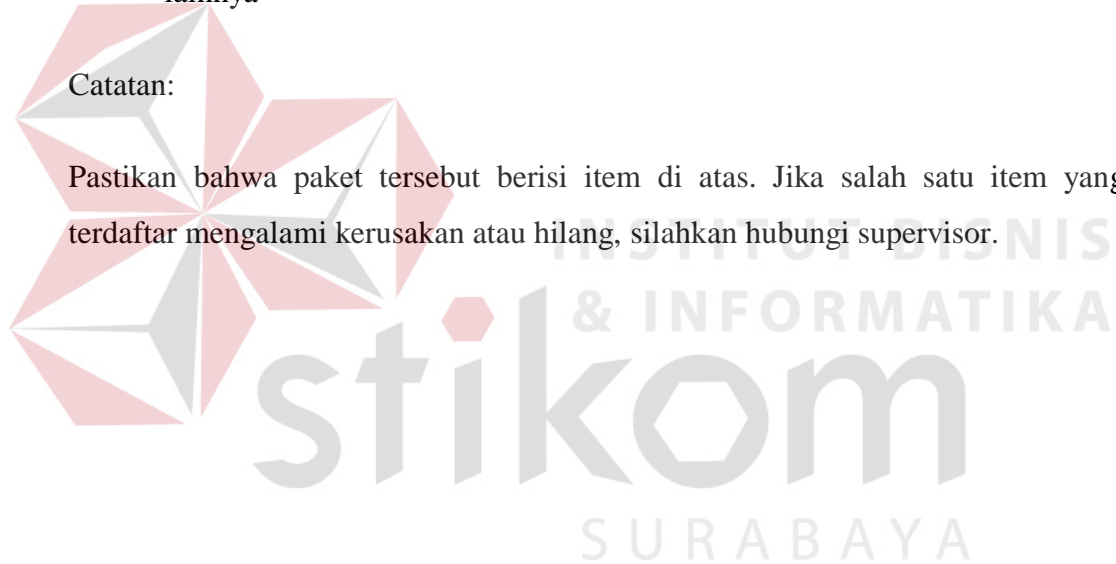 lainnya
Catatan:
Pastikan bahwa paket tersebut berisi item di atas. Jika salah satu item yang
terdaftar mengalami kerusakan atau hilang, silahkan hubungi supervisor.
INSTITUT BISNIS
& INFORMATIKA
stikom
SURABAYA